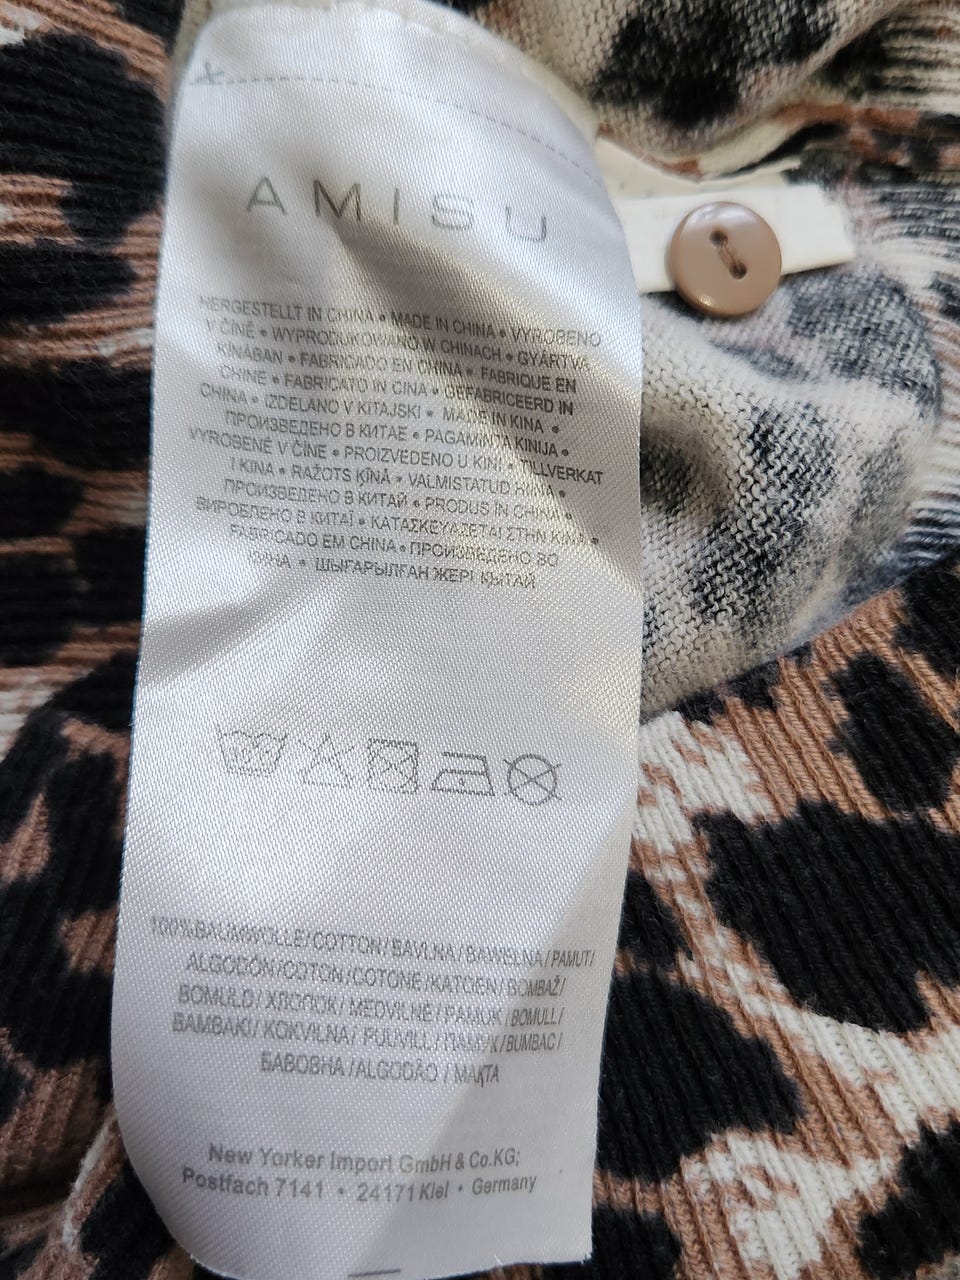 AMISU
HERGESTELLT IN CHINA • MADE IN CHINA • VYROBENO
V ČÍNĚ • WYPRODUKOWANO W CHINACH • GYÁRTVA
KÍNÁBAN • FABRICADO EN CHINA • FABRIQUE EN
CHINE • FABRICATO IN CINA • GEFABRICEERD IN
CHINA • IZDELANO V KITAJSKI • MADE IN KINA •
ПРОИЗВЕДЕНО В КИТАЕ • PAGAMINTA KINIJA •
VYROBENÉ V ČÍNE • PROIZVEDENO U KINI • TILLVERKAT
I KINA • RAŽOTS ĶĪNĀ • VALMISTATUD HIINA •
ПРОИЗВЕДЕНО В КИТАЙ • PRODUS ÎN CHINA •
ВИРОБЛЕНО В КИТАЇ • ΚΑΤΑΣΚΕΥΑΖΕΤΑΙ ΣΤΗΝ ΚΙΝΑ •
FABRICADO EM CHINA • ПРОИЗВЕДЕНО ВО
КИНА • ШЫҒАРЫЛҒАН ЖЕРІ ҚЫТАЙ
100% BAUMWOLLE / COTTON / BAVLNA / BAWEŁNA / PAMUT /
ALGODÓN / COTON / COTONE / KATOEN / BOMBAŽ /
BOMULD / ХЛОПОК / MEDVILNĖ / PAMUK / BOMULL /
BAMBAKI / KOKVILNA / PUUVILL / ПАМУК / BUMBAC /
БАВОВНА / ALGODÃO / МАҚТА
New Yorker Import GmbH & Co.KG;
Postfach 7141 • 24171 Kiel • Germany